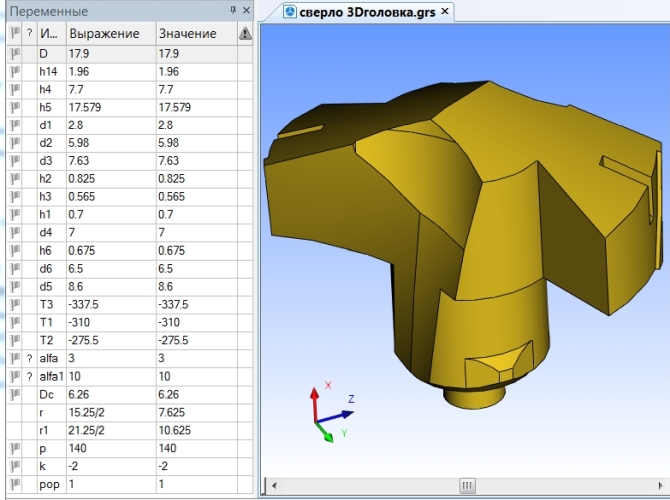 Переменные
сверло 3Dголовка.grs
? И... Выражение Значение
D 17.9 17.9
h14 1.96 1.96
h4 7.7 7.7
h5 17.579 17.579
d1 2.8 2.8
d2 5.98 5.98
d3 7.63 7.63
h2 0.825 0.825
h3 0.565 0.565
h1 0.7 0.7
d4 7 7
h6 0.675 0.675
d6 6.5 6.5
d5 8.6 8.6
T3 -337.5 -337.5
T1 -310 -310
T2 -275.5 -275.5
? alfa 3 3
? alfa1 10 10
Dc 6.26 6.26
r 15.25/2 7.625
r1 21.25/2 10.625
p 140 140
k -2 -2
pop 1 1
X
Z
Y